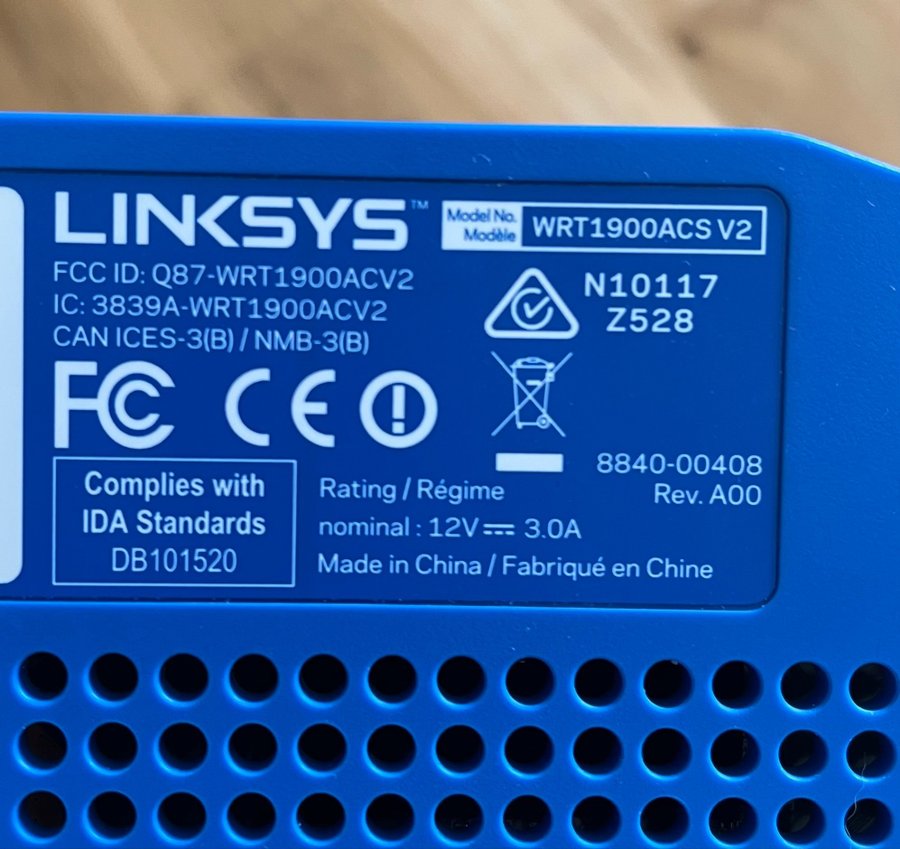 LINKSYS™
Model No.
Modèle
WRT1900ACS V2
FCC ID: Q87-WRT1900ACV2
IC: 3839A-WRT1900ACV2
CAN ICES-3(B) / NMB-3(B)
N10117
Z528
FC CE
8840-00408
Rev. A00
Complies with
IDA Standards
DB101520
Rating / Régime
nominal : 12V⎓ 3.0A
Made in China / Fabriqué en Chine